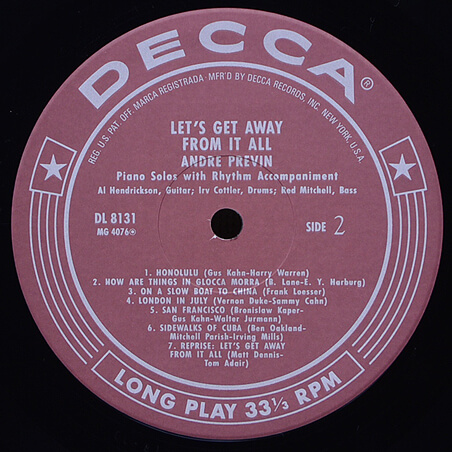 DECCA®
REG. U.S. PAT. OFF. MARCA REGISTRADA · MFR'D BY DECCA RECORDS, INC. NEW YORK, U.S.A.
LET'S GET AWAY
FROM IT ALL
ANDRE PREVIN
Piano Solos with Rhythm Accompaniment
Al Hendrickson, Guitar; Irv Cottler, Drums; Red Mitchell, Bass
DL 8131
MG 4076
SIDE 2
1. HONOLULU (Gus Kahn-Harry Warren)
2. HOW ARE THINGS IN GLOCCA MORRA (B. Lane-E. Y. Harburg)
3. ON A SLOW BOAT TO CHINA (Frank Loesser)
4. LONDON IN JULY (Vernon Duke-Sammy Cahn)
5. SAN FRANCISCO (Bronislaw Kaper-
Gus Kahn-Walter Jurmann)
6. SIDEWALKS OF CUBA (Ben Oakland-
Mitchell Parish-Irving Mills)
7. REPRISE: LET'S GET AWAY
FROM IT ALL (Matt Dennis-
Tom Adair)
LONG PLAY 33⅓ RPM